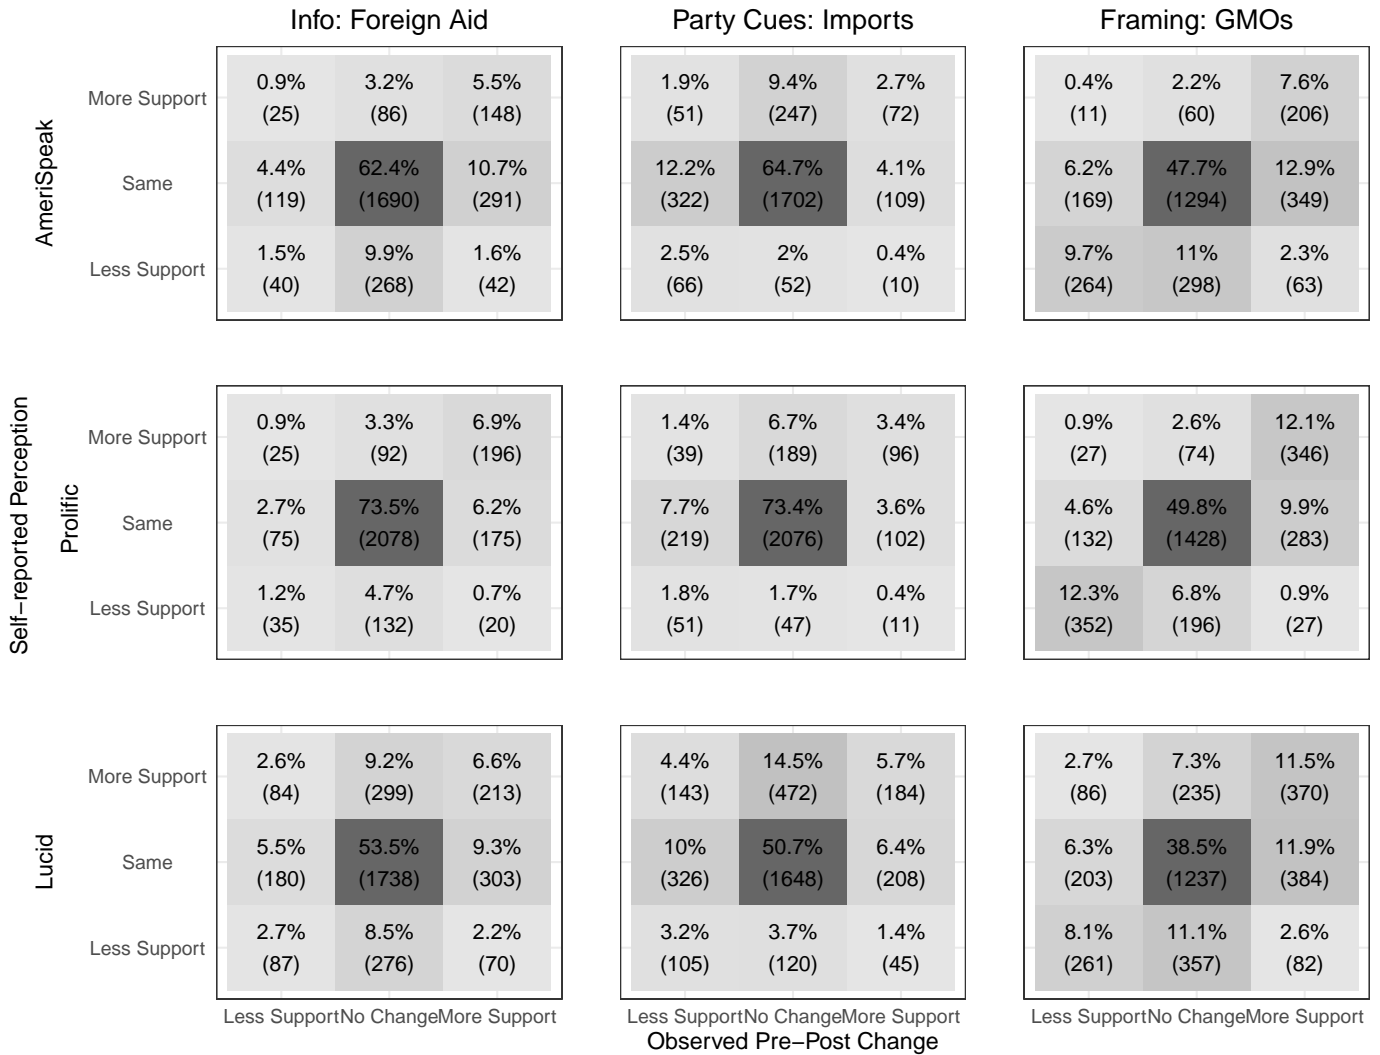 Info: Foreign Aid Party Cues: Imports Framing: GMOs
Self−reported Perception
AmeriSpeak
More Support
0.9% 3.2% 5.5% 1.9% 9.4% 2.7% 0.4% 2.2% 7.6%
(25) (86) (148) (51) (247) (72) (11) (60) (206)
Same
4.4% 62.4% 10.7% 12.2% 64.7% 4.1% 6.2% 47.7% 12.9%
(119) (1690) (291) (322) (1702) (109) (169) (1294) (349)
Less Support
1.5% 9.9% 1.6% 2.5% 2% 0.4% 9.7% 11% 2.3%
(40) (268) (42) (66) (52) (10) (264) (298) (63)
Prolific
More Support
0.9% 3.3% 6.9% 1.4% 6.7% 3.4% 0.9% 2.6% 12.1%
(25) (92) (196) (39) (189) (96) (27) (74) (346)
Same
2.7% 73.5% 6.2% 7.7% 73.4% 3.6% 4.6% 49.8% 9.9%
(75) (2078) (175) (219) (2076) (102) (132) (1428) (283)
Less Support
1.2% 4.7% 0.7% 1.8% 1.7% 0.4% 12.3% 6.8% 0.9%
(35) (132) (20) (51) (47) (11) (352) (196) (27)
Lucid
More Support
2.6% 9.2% 6.6% 4.4% 14.5% 5.7% 2.7% 7.3% 11.5%
(84) (299) (213) (143) (472) (184) (86) (235) (370)
Same
5.5% 53.5% 9.3% 10% 50.7% 6.4% 6.3% 38.5% 11.9%
(180) (1738) (303) (326) (1648) (208) (203) (1237) (384)
Less Support
2.7% 8.5% 2.2% 3.2% 3.7% 1.4% 8.1% 11.1% 2.6%
(87) (276) (70) (105) (120) (45) (261) (357) (82)
Less Support No Change More Support Less Support No Change More Support Less Support No Change More Support
Observed Pre−Post Change